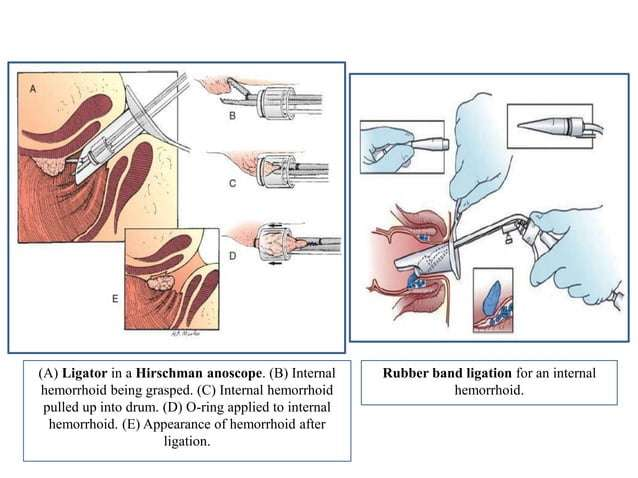 A
B
C
D
E
(A) Ligator in a Hirschman anoscope. (B) Internal
hemorrhoid being grasped. (C) Internal hemorrhoid
pulled up into drum. (D) O-ring applied to internal
hemorrhoid. (E) Appearance of hemorrhoid after
ligation.
Rubber band ligation for an internal
hemorrhoid.